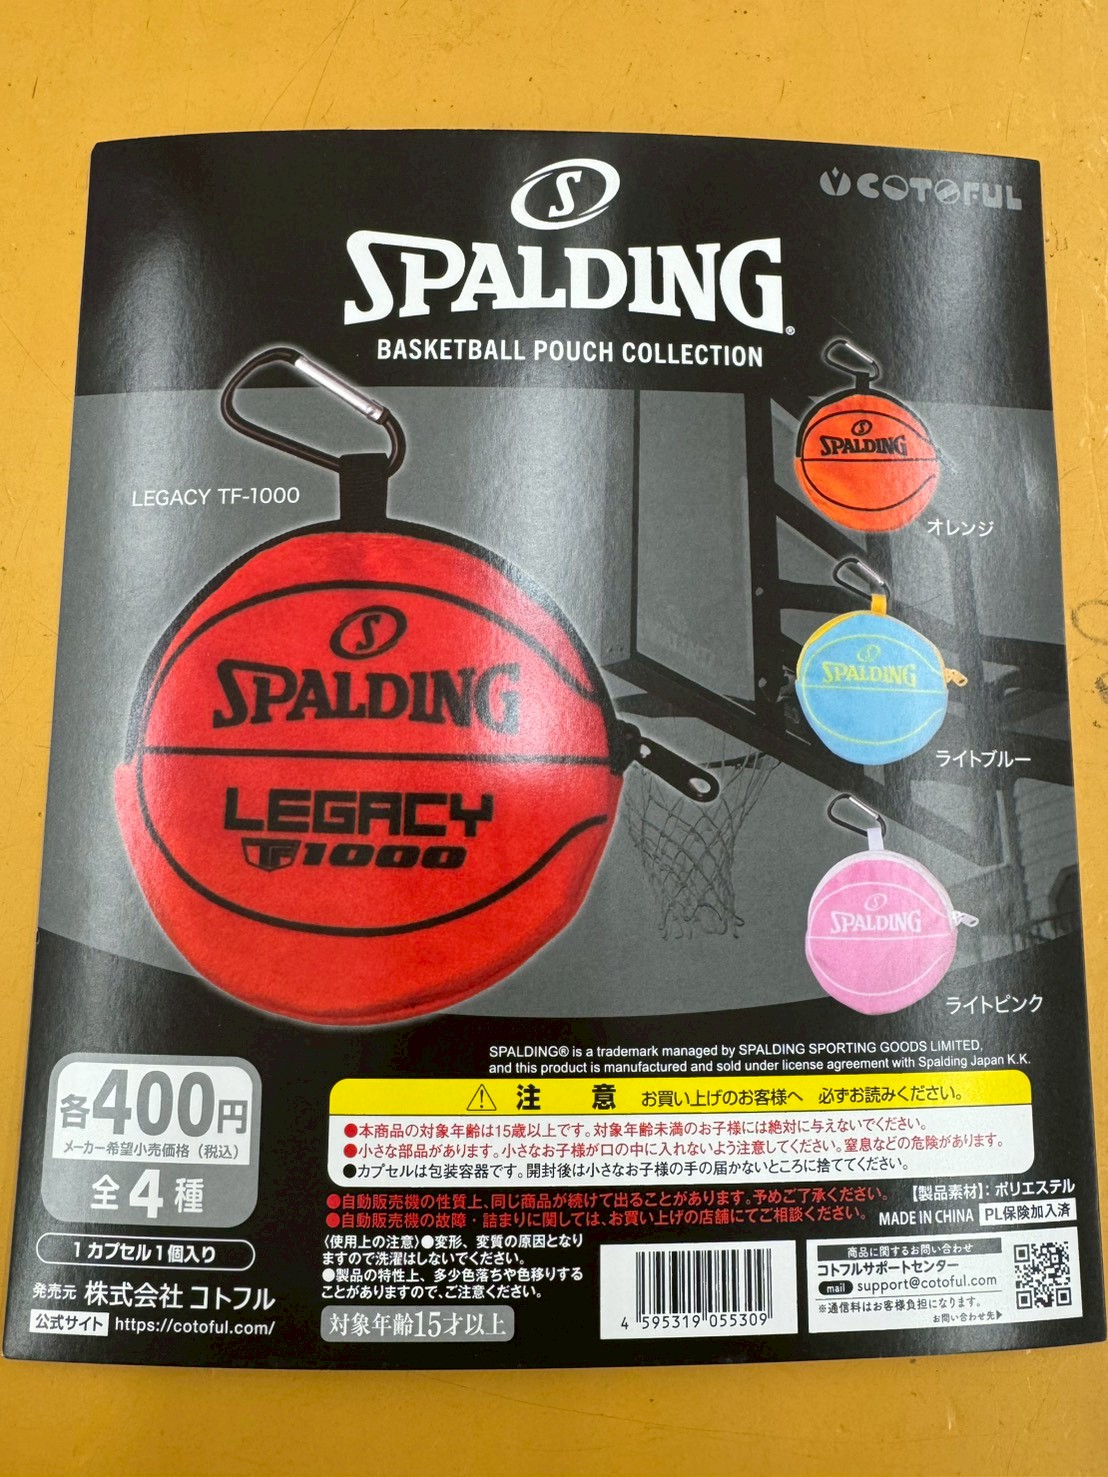 COTOFUL
S
SPALDING®
BASKETBALL POUCH COLLECTION
LEGACY TF-1000
S
SPALDING
LEGACY
TF 1000
S
SPALDING
オレンジ
S
SPALDING
ライトブルー
S
SPALDING
ライトピンク
SPALDING® is a trademark managed by SPALDING SPORTING GOODS LIMITED,
and this product is manufactured and sold under license agreement with Spalding Japan K.K.
各400円
メーカー希望小売価格（税込）
全4種
1カプセル1個入り
発売元 株式会社コトフル
公式サイト https://cotoful.com/
⚠ 注 意 お買い上げのお客様へ 必ずお読みください。
●本商品の対象年齢は15歳以上です。対象年齢未満のお子様には絶対に与えないでください。
●小さな部品があります。小さなお子様が口の中に入れないよう注意してください。窒息などの危険があります。
●カプセルは包装容器です。開封後は小さなお子様の手の届かないところに捨ててください。
●自動販売機の性質上、同じ商品が続けて出ることがあります。予めご了承ください。
●自動販売機の故障・詰まりに関しては、お買い上げの店舗にてご相談ください。
【製品素材】：ポリエステル
MADE IN CHINA PL保険加入済
〈使用上の注意〉●変形、変質の原因となり
ますので洗濯はしないでください。
●製品の特性上、多少色落ちや色移りする
ことがありますので、ご注意ください。
対象年齢15才以上
4 595319 055309
商品に関するお問い合わせ
コトフルサポートセンター
mail support@cotoful.com
※通信料はお客様負担になります。
お問い合わせ先▶